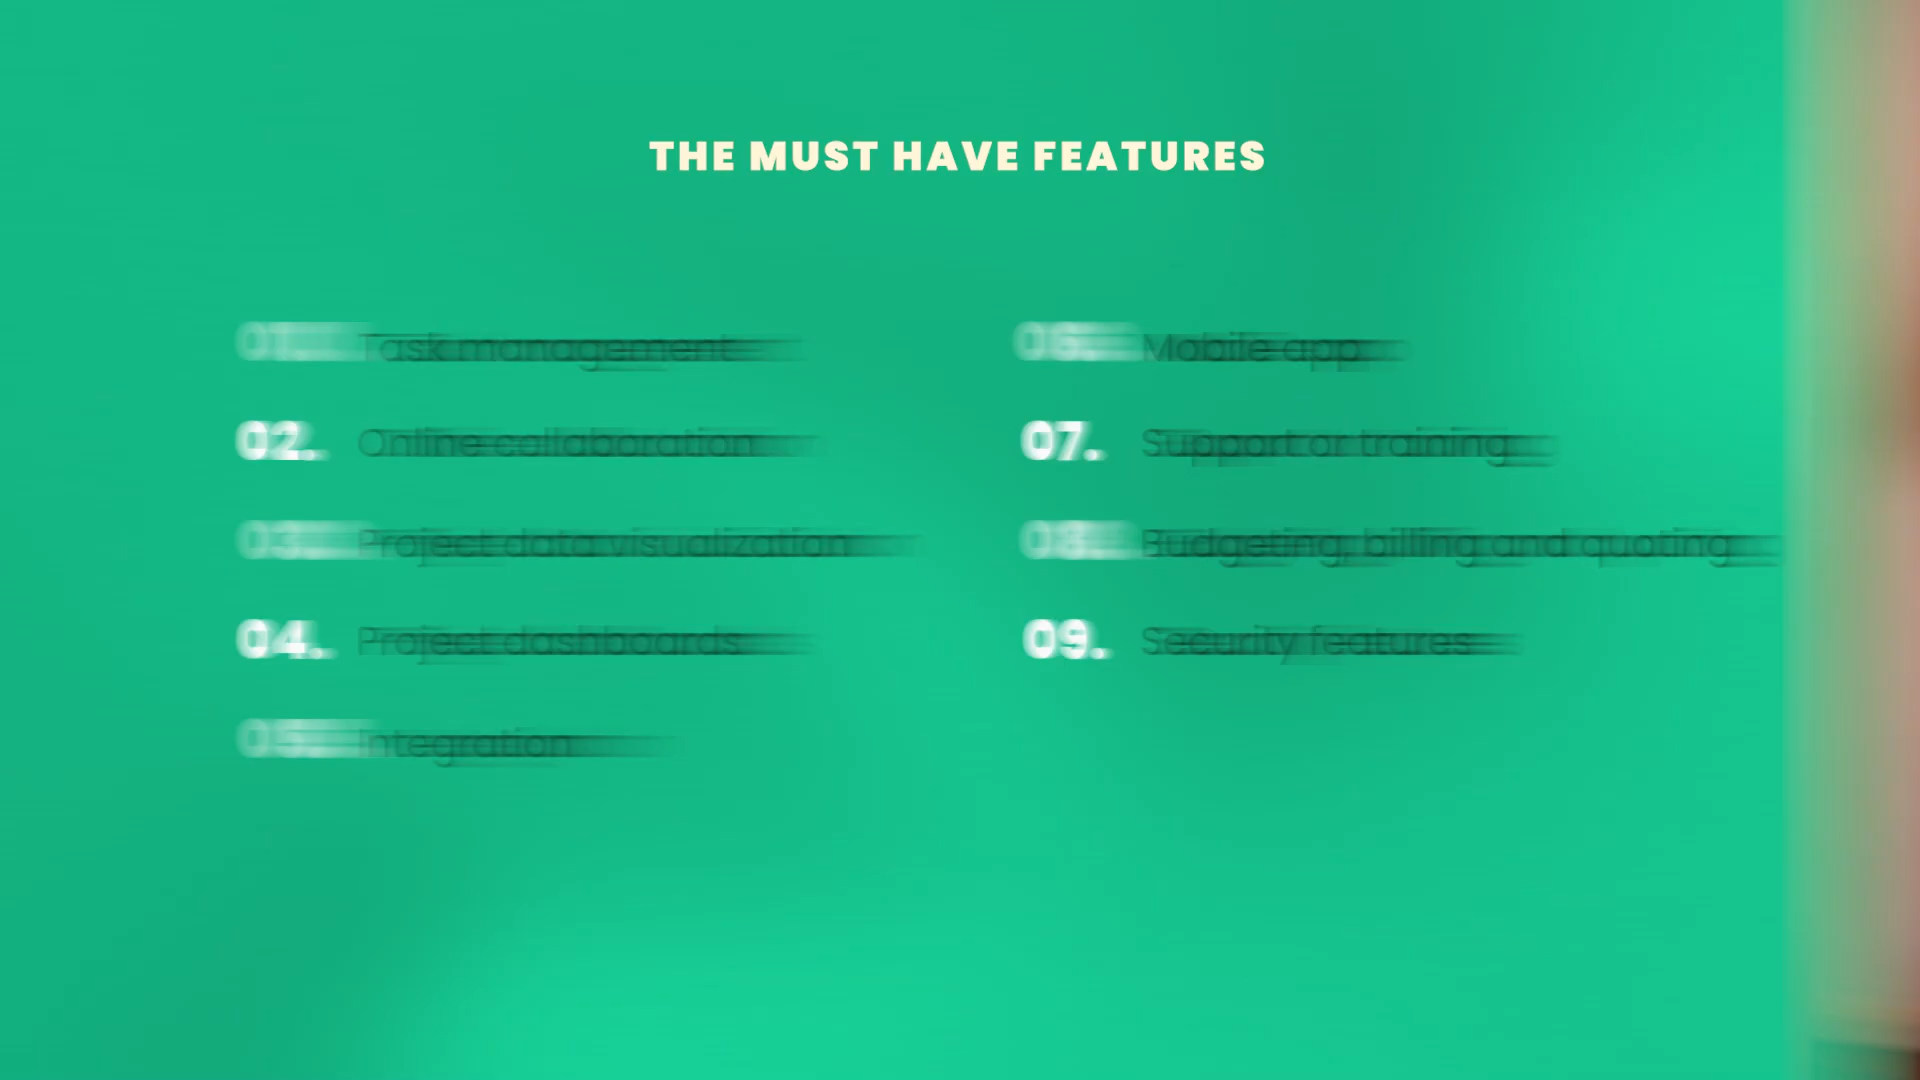 THE MUST HAVE FEATURES
01. Task management
02. Online collaboration
03. Project data visualization
04. Project dashboards
05. Integration
06. Mobile app
07. Support or training
08. Budgeting, billing and quoting
09. Security features